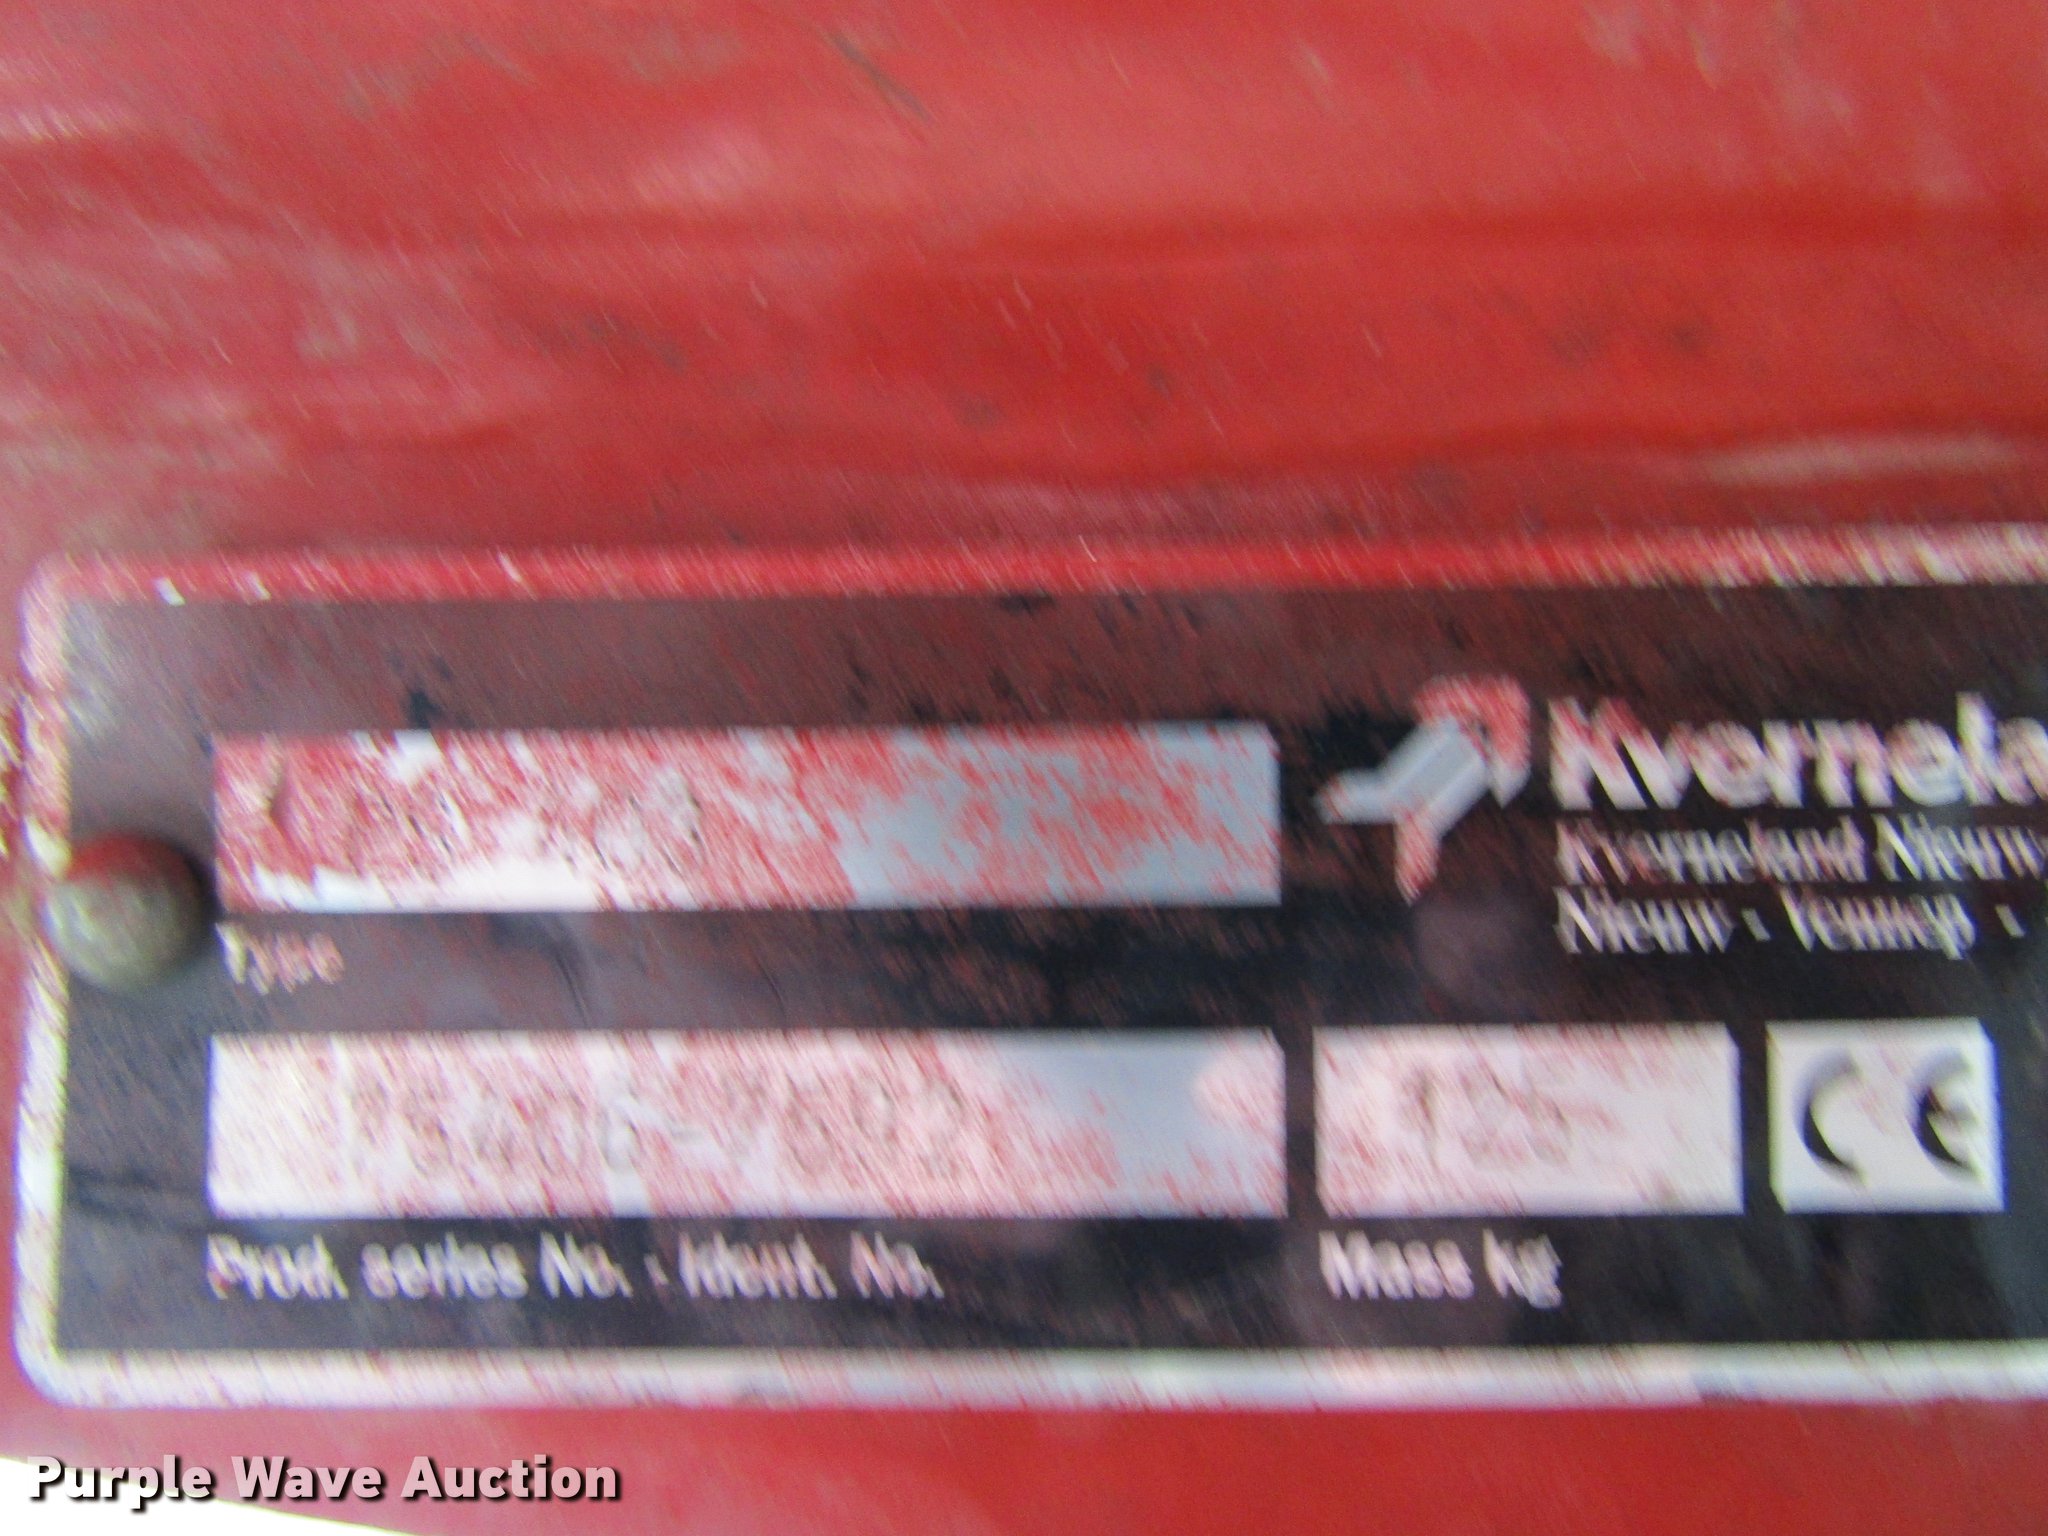 Kvernela
Kverneland Nieuw-
Nieuw - Vennep -
Type
Prod. series No. - Ident. No.
Mass kg
CE
Purple Wave Auction